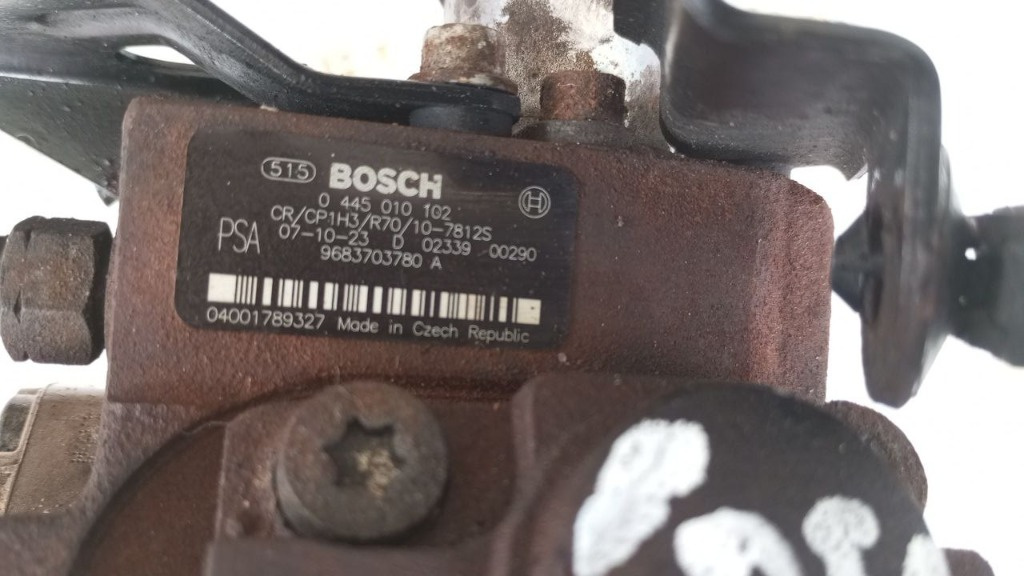 515 BOSCH
0 445 010 102
CR/CP1H3/R70/10-7812S
PSA 07-10-23 D 02339 00290
9683703780 A
04001789327 Made in Czech Republic